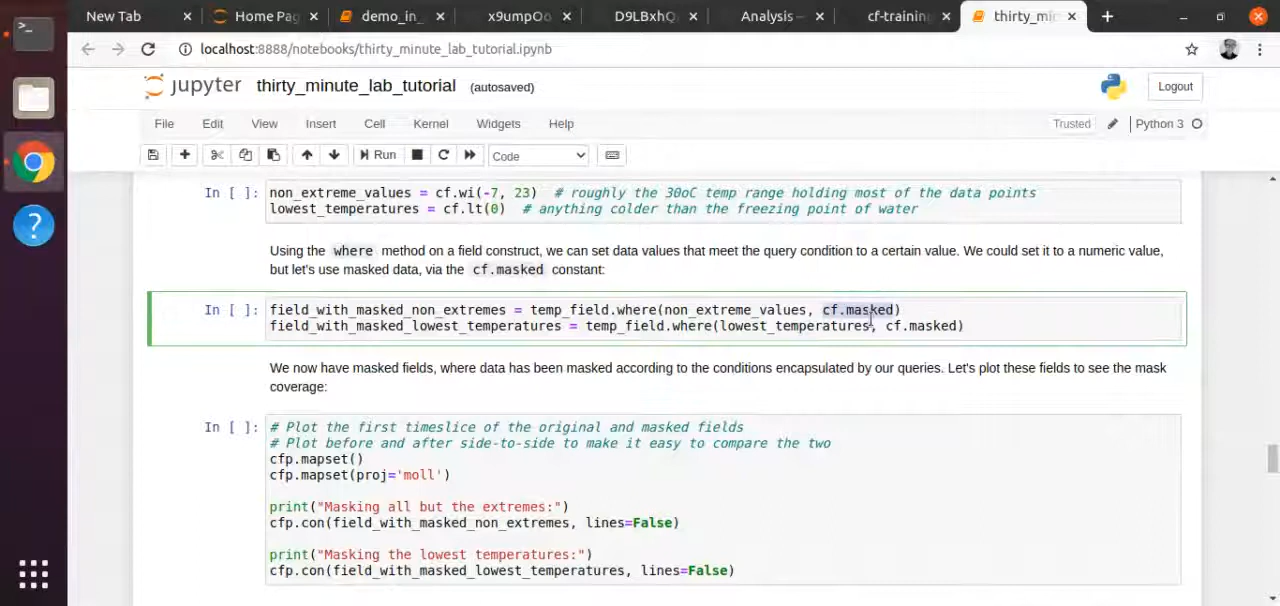 New Tab
Home Pag
demo_in_
x9umpOo
D9LBxhQ
Analysis –
cf-training
thirty_min
localhost:8888/notebooks/thirty_minute_lab_tutorial.ipynb
jupyter thirty_minute_lab_tutorial (autosaved)
Logout
File Edit View Insert Cell Kernel Widgets Help
Trusted Python 3
Run Code
In [ ]: non_extreme_values = cf.wi(-7, 23)  # roughly the 30oC temp range holding most of the data points
lowest_temperatures = cf.lt(0)  # anything colder than the freezing point of water
Using the where method on a field construct, we can set data values that meet the query condition to a certain value. We could set it to a numeric value,
but let's use masked data, via the cf.masked constant:
In [ ]: field_with_masked_non_extremes = temp_field.where(non_extreme_values, cf.masked)
field_with_masked_lowest_temperatures = temp_field.where(lowest_temperatures, cf.masked)
We now have masked fields, where data has been masked according to the conditions encapsulated by our queries. Let's plot these fields to see the mask
coverage:
In [ ]: # Plot the first timeslice of the original and masked fields
# Plot before and after side-to-side to make it easy to compare the two
cfp.mapset()
cfp.mapset(proj='moll')
print("Masking all but the extremes:")
cfp.con(field_with_masked_non_extremes, lines=False)
print("Masking the lowest temperatures:")
cfp.con(field_with_masked_lowest_temperatures, lines=False)